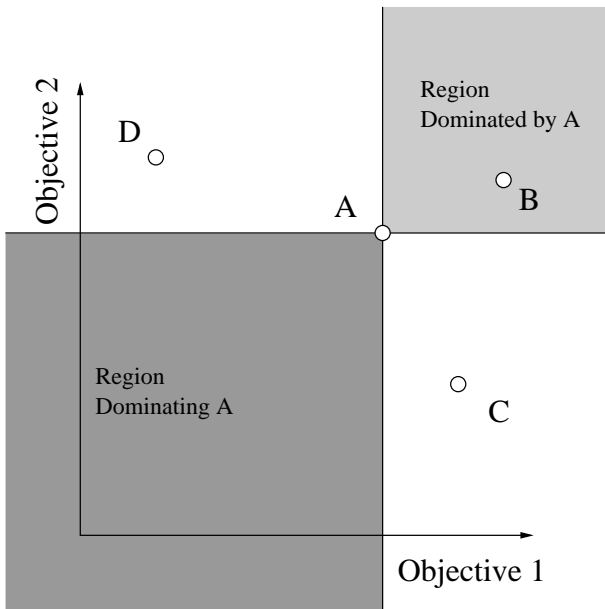 Region
Dominated by A
Objective 2
D
B
A
Region
Dominating A
C
Objective 1